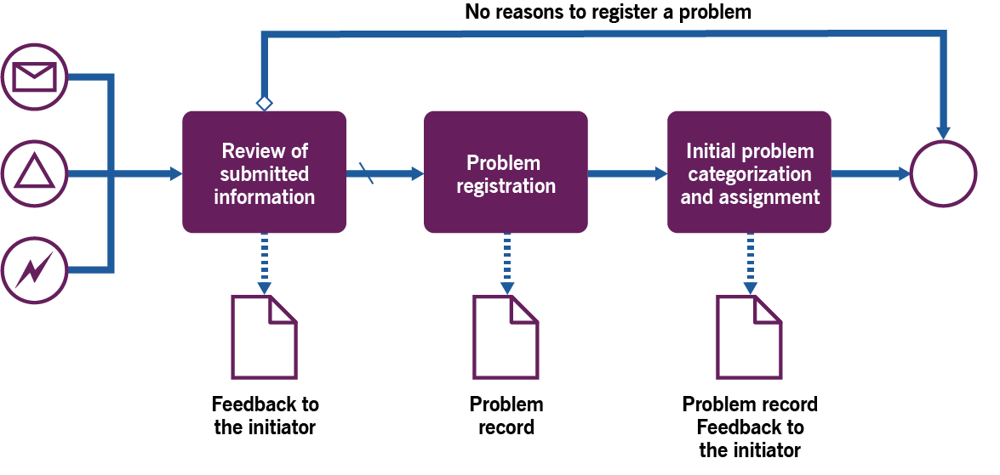 No reasons to register a problem
Review of
submitted
information
Problem
registration
Initial problem
categorization
and assignment
Feedback to
the initiator
Problem
record
Problem record
Feedback to
the initiator